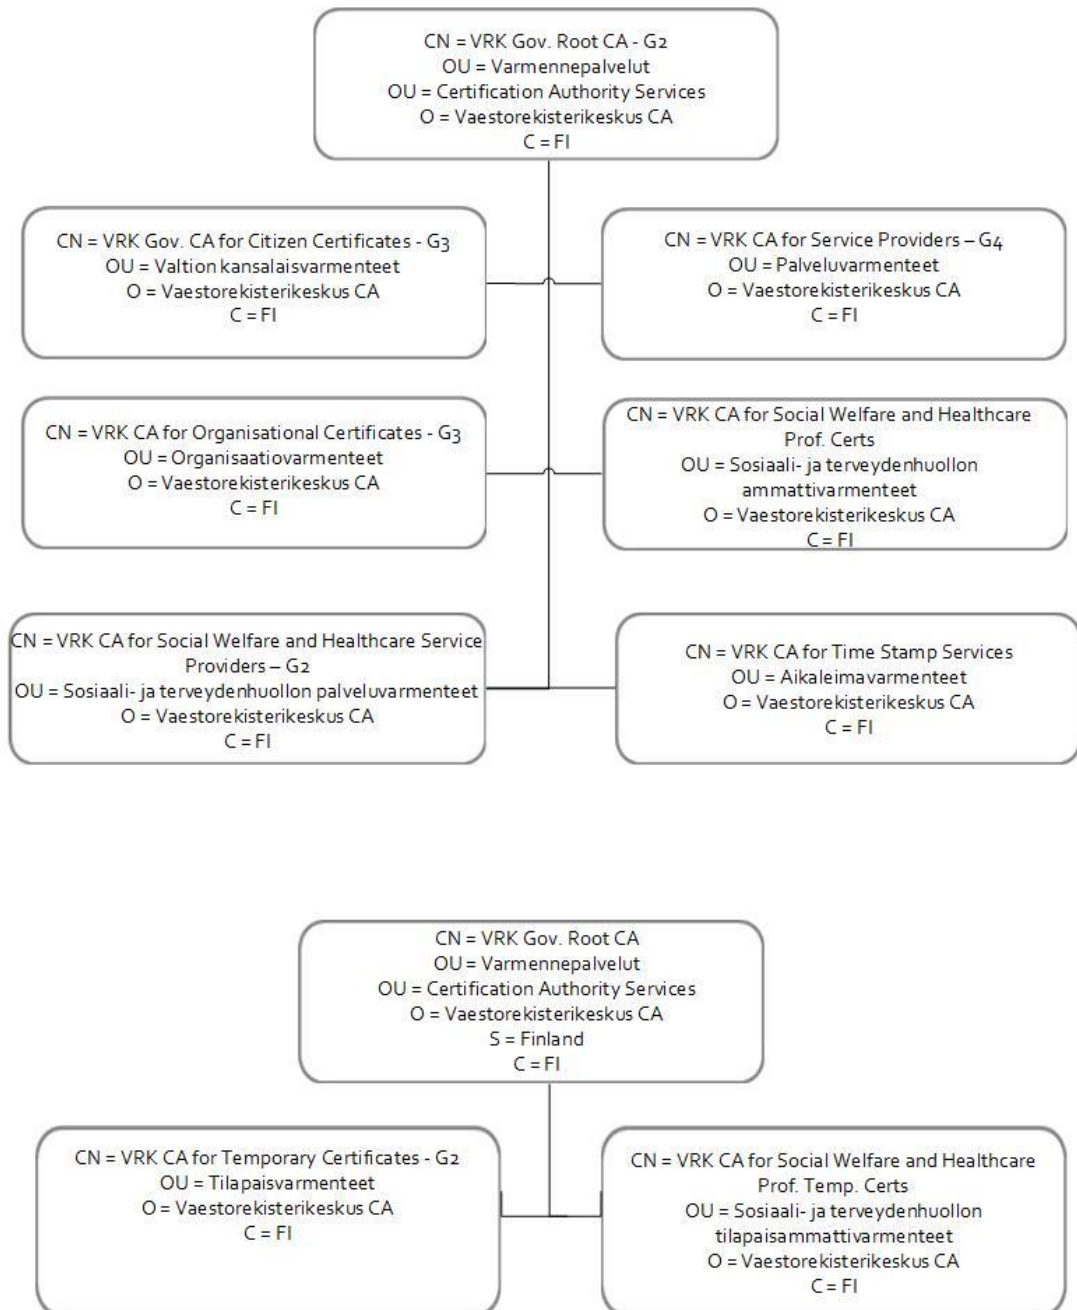 CN = VRK Gov. Root CA - G2
OU = Varmennepalvelut
OU = Certification Authority Services
O = Vaestorekisterikeskus CA
C = FI
CN = VRK Gov. CA for Citizen Certificates - G3
OU = Valtion kansalaisvarmenteet
O = Vaestorekisterikeskus CA
C = FI
CN = VRK CA for Service Providers – G4
OU = Palveluvarmenteet
O = Vaestorekisterikeskus CA
C = FI
CN = VRK CA for Organisational Certificates - G3
OU = Organisaatiovarmenteet
O = Vaestorekisterikeskus CA
C = FI
CN = VRK CA for Social Welfare and Healthcare
Prof. Certs
OU = Sosiaali- ja terveydenhuollon
ammattivarmenteet
O = Vaestorekisterikeskus CA
C = FI
CN = VRK CA for Social Welfare and Healthcare Service
Providers – G2
OU = Sosiaali- ja terveydenhuollon palveluvarmenteet
O = Vaestorekisterikeskus CA
C = FI
CN = VRK CA for Time Stamp Services
OU = Aikaleimavarmenteet
O = Vaestorekisterikeskus CA
C = FI
CN = VRK Gov. Root CA
OU = Varmennepalvelut
OU = Certification Authority Services
O = Vaestorekisterikeskus CA
S = Finland
C = FI
CN = VRK CA for Temporary Certificates - G2
OU = Tilapaisvarmenteet
O = Vaestorekisterikeskus CA
C = FI
CN = VRK CA for Social Welfare and Healthcare
Prof. Temp. Certs
OU = Sosiaali- ja terveydenhuollon
tilapaisammattivarmenteet
O = Vaestorekisterikeskus CA
C = FI